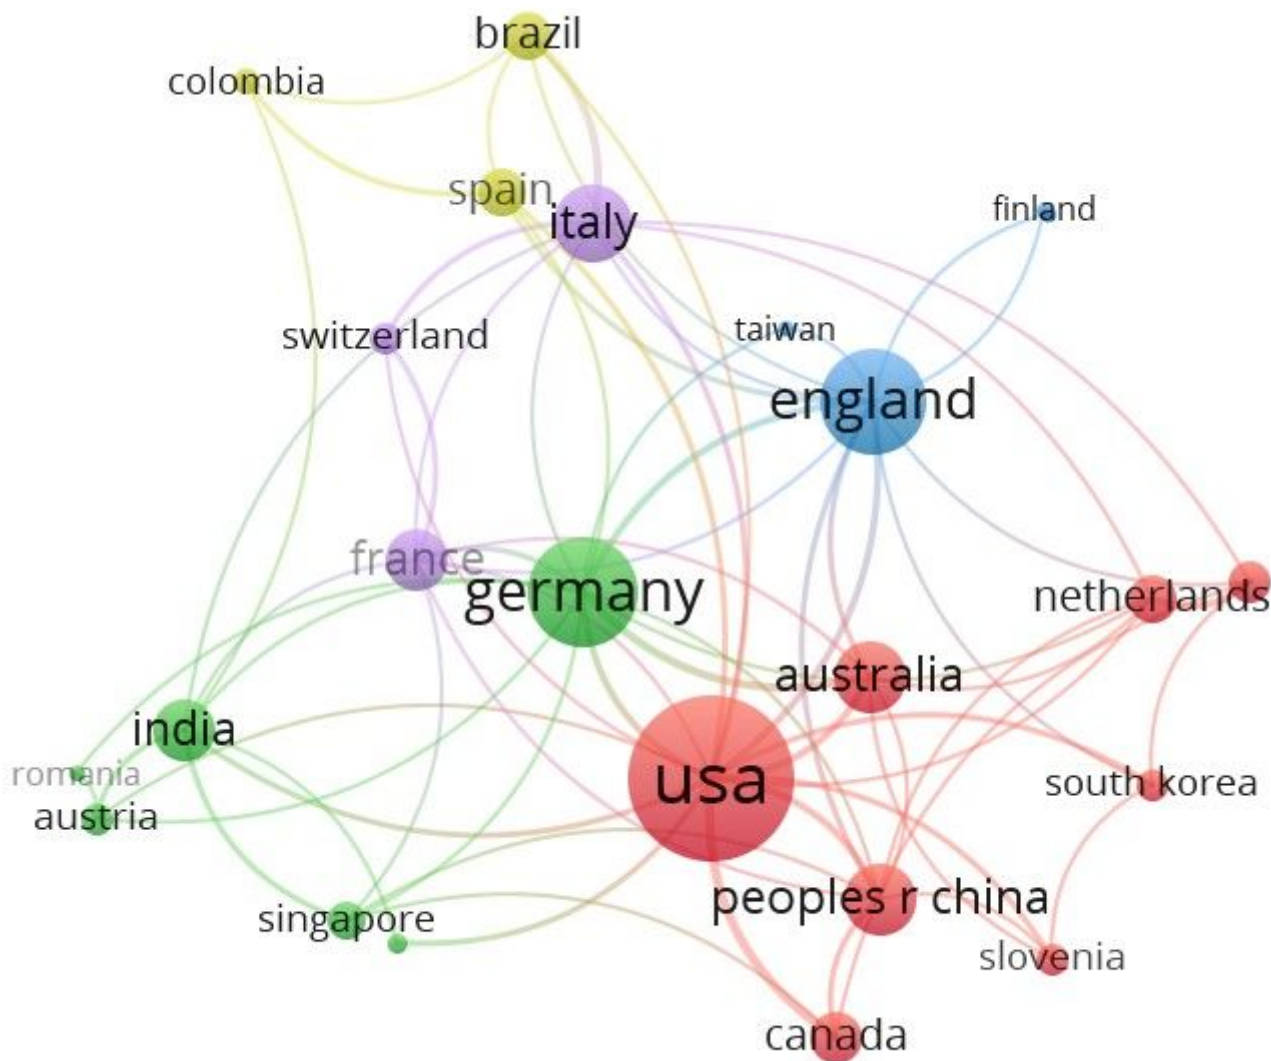 brazil
colombia
spain
italy
finland
switzerland
taiwan
england
france
germany
netherlands
australia
india
usa
romania
south korea
austria
peoples r china
singapore
slovenia
canada